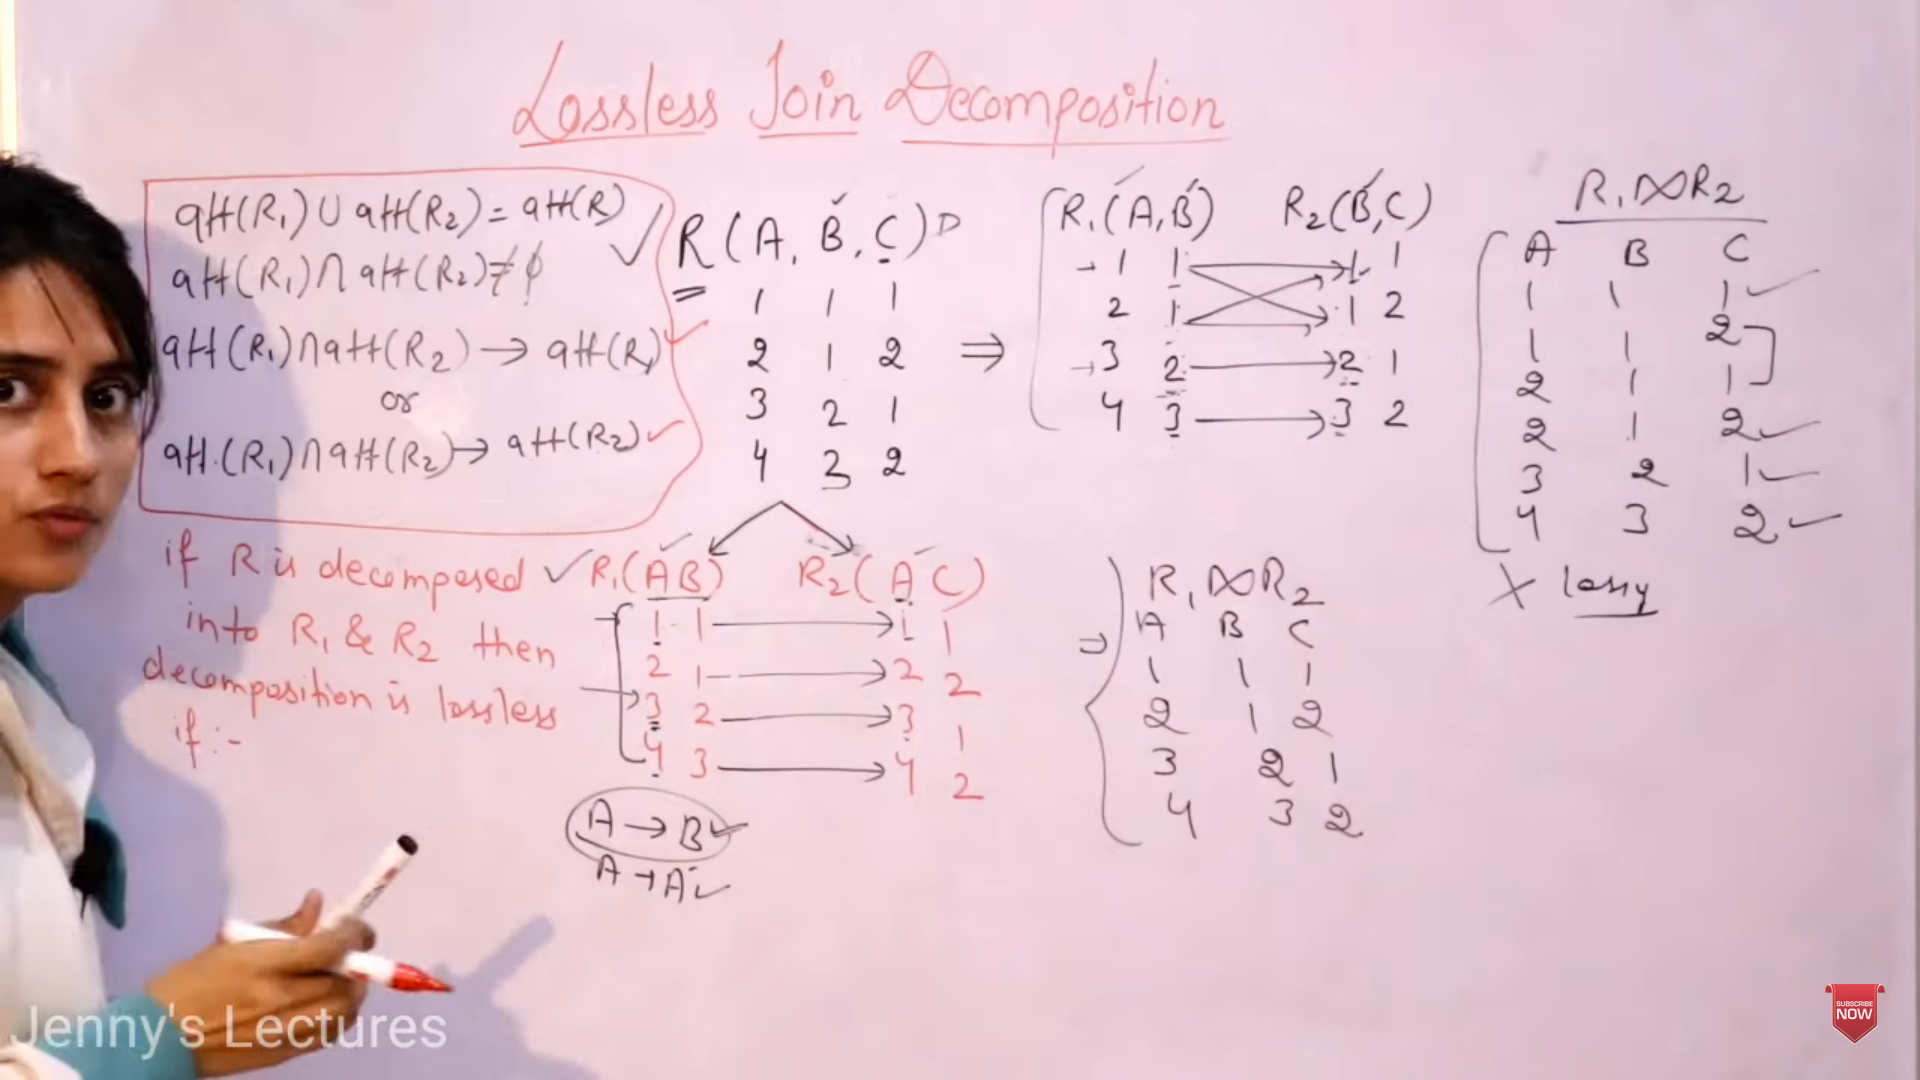 Lossless Join Decomposition
att(R₁) ∪ att(R₂) = att(R)
att(R₁) ∩ att(R₂) ≠ ϕ
att(R₁) ∩ att(R₂) → att(R₁)
or
att.(R₁) ∩ att(R₂) → att(R₂)
if R is decomposed
into R₁ & R₂ then
decomposition is lossless
if :-
R(A, B, C)
1 1 1
2 1 2
3 2 1
4 3 2
⇒
R₁(A,B) R₂(B,C)
1 1 1 1
2 1 1 2
3 2 2 1
4 3 3 2
R₁ ⋈ R₂
A B C
1 1 1
1 1 2
2 1 1
2 1 2
3 2 1
4 3 2
X lossy
R₁(AB) R₂(AC)
1 1 1 1
2 1 2 2
3 2 3 1
4 3 4 2
A → B
A → A
⇒
R₁ ⋈ R₂
A B C
1 1 1
2 1 2
3 2 1
4 3 2
Jenny's Lectures
SUBSCRIBE
NOW